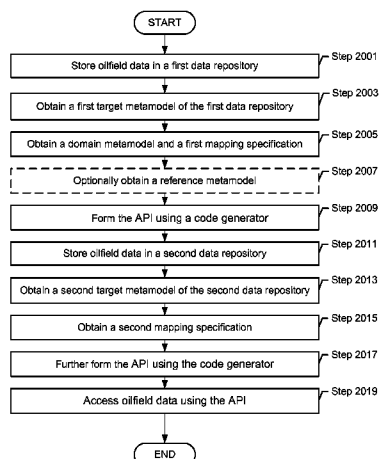 START
Store oilfield data in a first data repository
Step 2001
Obtain a first target metamodel of the first data repository
Step 2003
Obtain a domain metamodel and a first mapping specification
Step 2005
Optionally obtain a reference metamodel
Step 2007
Form the API using a code generator
Step 2009
Store oilfield data in a second data repository
Step 2011
Obtain a second target metamodel of the second data repository
Step 2013
Obtain a second mapping specification
Step 2015
Further form the API using the code generator
Step 2017
Access oilfield data using the API
Step 2019
END